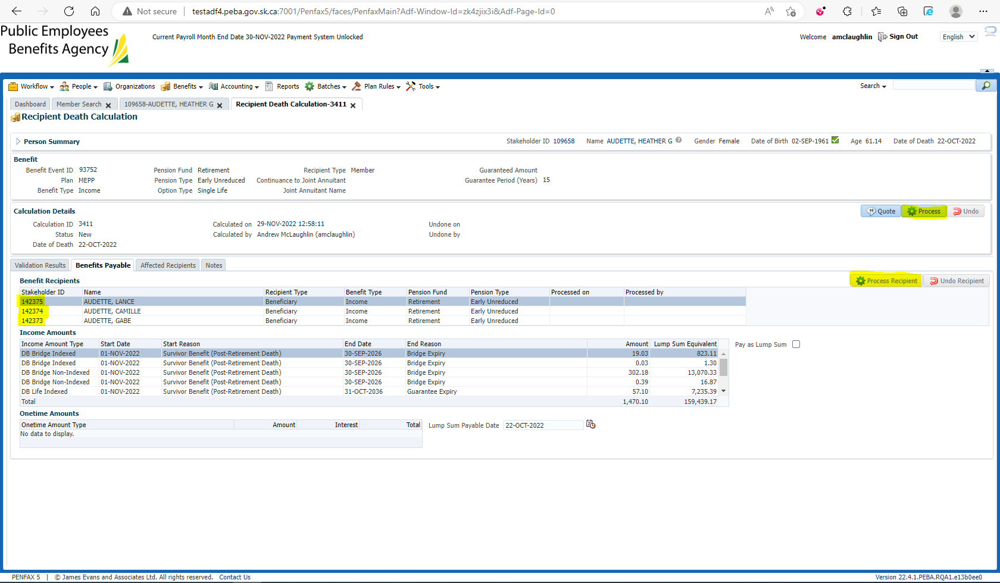 Not secure | testadf4.peba.gov.sk.ca:7001/Penfax5/faces/PenfaxMain?Adf-Window-Id=zk4zjix3i&Adf-Page-Id=0
Public Employees
Benefits Agency
Current Payroll Month End Date 30-NOV-2022 Payment System Unlocked
Welcome amclaughlin Sign Out English
Workflow People Organizations Benefits Accounting Reports Batches Plan Rules Tools Search
Dashboard Member Search 109658-AUDETTE, HEATHER G Recipient Death Calculation-3411
Recipient Death Calculation
Person Summary Stakeholder ID 109658 Name AUDETTE, HEATHER G Gender Female Date of Birth 02-SEP-1961 Age 61.14 Date of Death 22-OCT-2022
Benefit
Benefit Event ID 93752 Pension Fund Retirement Recipient Type Member Guaranteed Amount
Plan MEPP Pension Type Early Unreduced Continuance to Joint Annuitant Guarantee Period (Years) 15
Benefit Type Income Option Type Single Life Joint Annuitant Name
Calculation Details Quote Process Undo
Calculation ID 3411 Calculated on 29-NOV-2022 12:58:11 Undone on
Status New Calculated by Andrew McLaughlin (amclaughlin) Undone by
Date of Death 22-OCT-2022
Validation Results Benefits Payable Affected Recipients Notes
Benefit Recipients Process Recipient Undo Recipient
Stakeholder ID Name Recipient Type Benefit Type Pension Fund Pension Type Processed on Processed by
142375 AUDETTE, LANCE Beneficiary Income Retirement Early Unreduced
142374 AUDETTE, CAMILLE Beneficiary Income Retirement Early Unreduced
142373 AUDETTE, GABE Beneficiary Income Retirement Early Unreduced
Income Amounts
Income Amount Type Start Date Start Reason End Date End Reason Amount Lump Sum Equivalent Pay as Lump Sum
DB Bridge Indexed 01-NOV-2022 Survivor Benefit (Post-Retirement Death) 30-SEP-2026 Bridge Expiry 19.03 823.11
DB Bridge Indexed 01-NOV-2022 Survivor Benefit (Post-Retirement Death) 30-SEP-2026 Bridge Expiry 0.03 1.30
DB Bridge Non-Indexed 01-NOV-2022 Survivor Benefit (Post-Retirement Death) 30-SEP-2026 Bridge Expiry 302.18 13,070.33
DB Bridge Non-Indexed 01-NOV-2022 Survivor Benefit (Post-Retirement Death) 30-SEP-2026 Bridge Expiry 0.39 16.87
DB Life Indexed 01-NOV-2022 Survivor Benefit (Post-Retirement Death) 31-OCT-2036 Guarantee Expiry 57.10 7,235.39
Total 1,470.10 159,439.17
Onetime Amounts
Onetime Amount Type Amount Interest Total Lump Sum Payable Date 22-OCT-2022
No data to display.
PENFAX 5 | © James Evans and Associates Ltd. All rights reserved. Contact Us Version 22.4.1.PEBA.RQA1.e13b0ee0